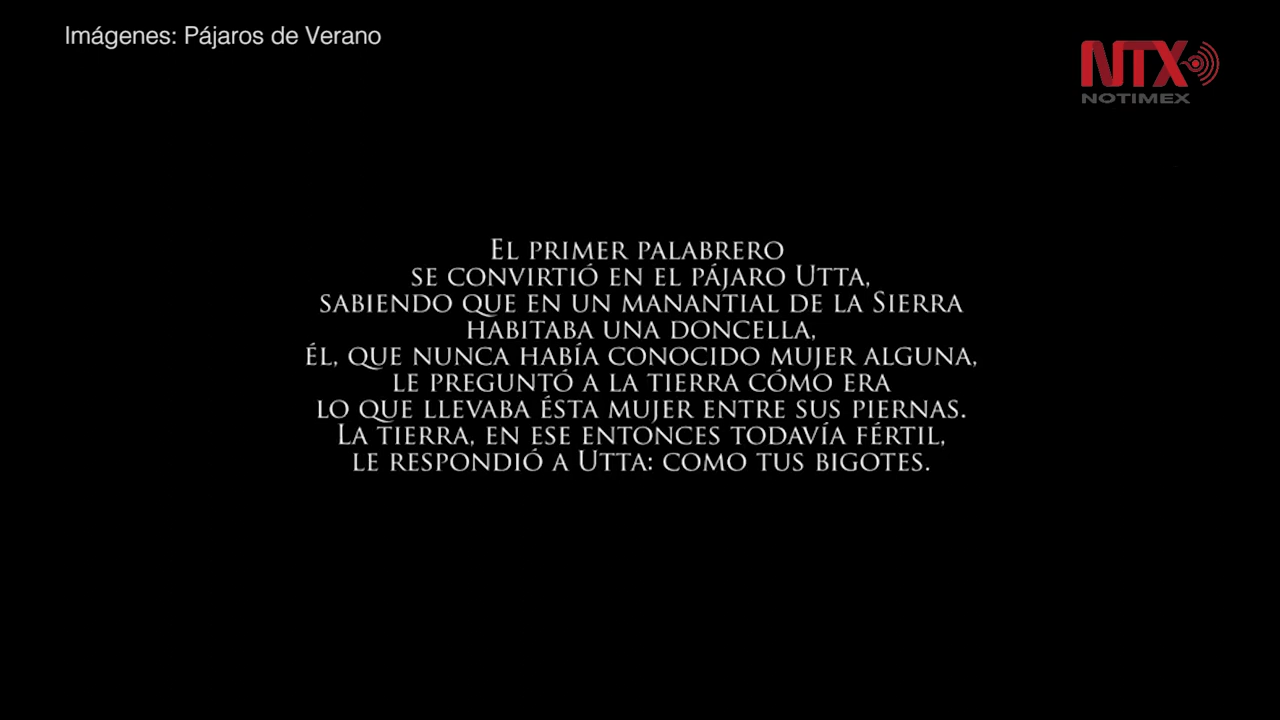 Imágenes: Pájaros de Verano
NTX
NOTIMEX
El primer palabrero
se convirtió en el pájaro Utta,
sabiendo que en un manantial de la Sierra
habitaba una doncella,
él, que nunca había conocido mujer alguna,
le preguntó a la tierra cómo era
lo que llevaba ésta mujer entre sus piernas.
La tierra, en ese entonces todavía fértil,
le respondió a Utta: como tus bigotes.